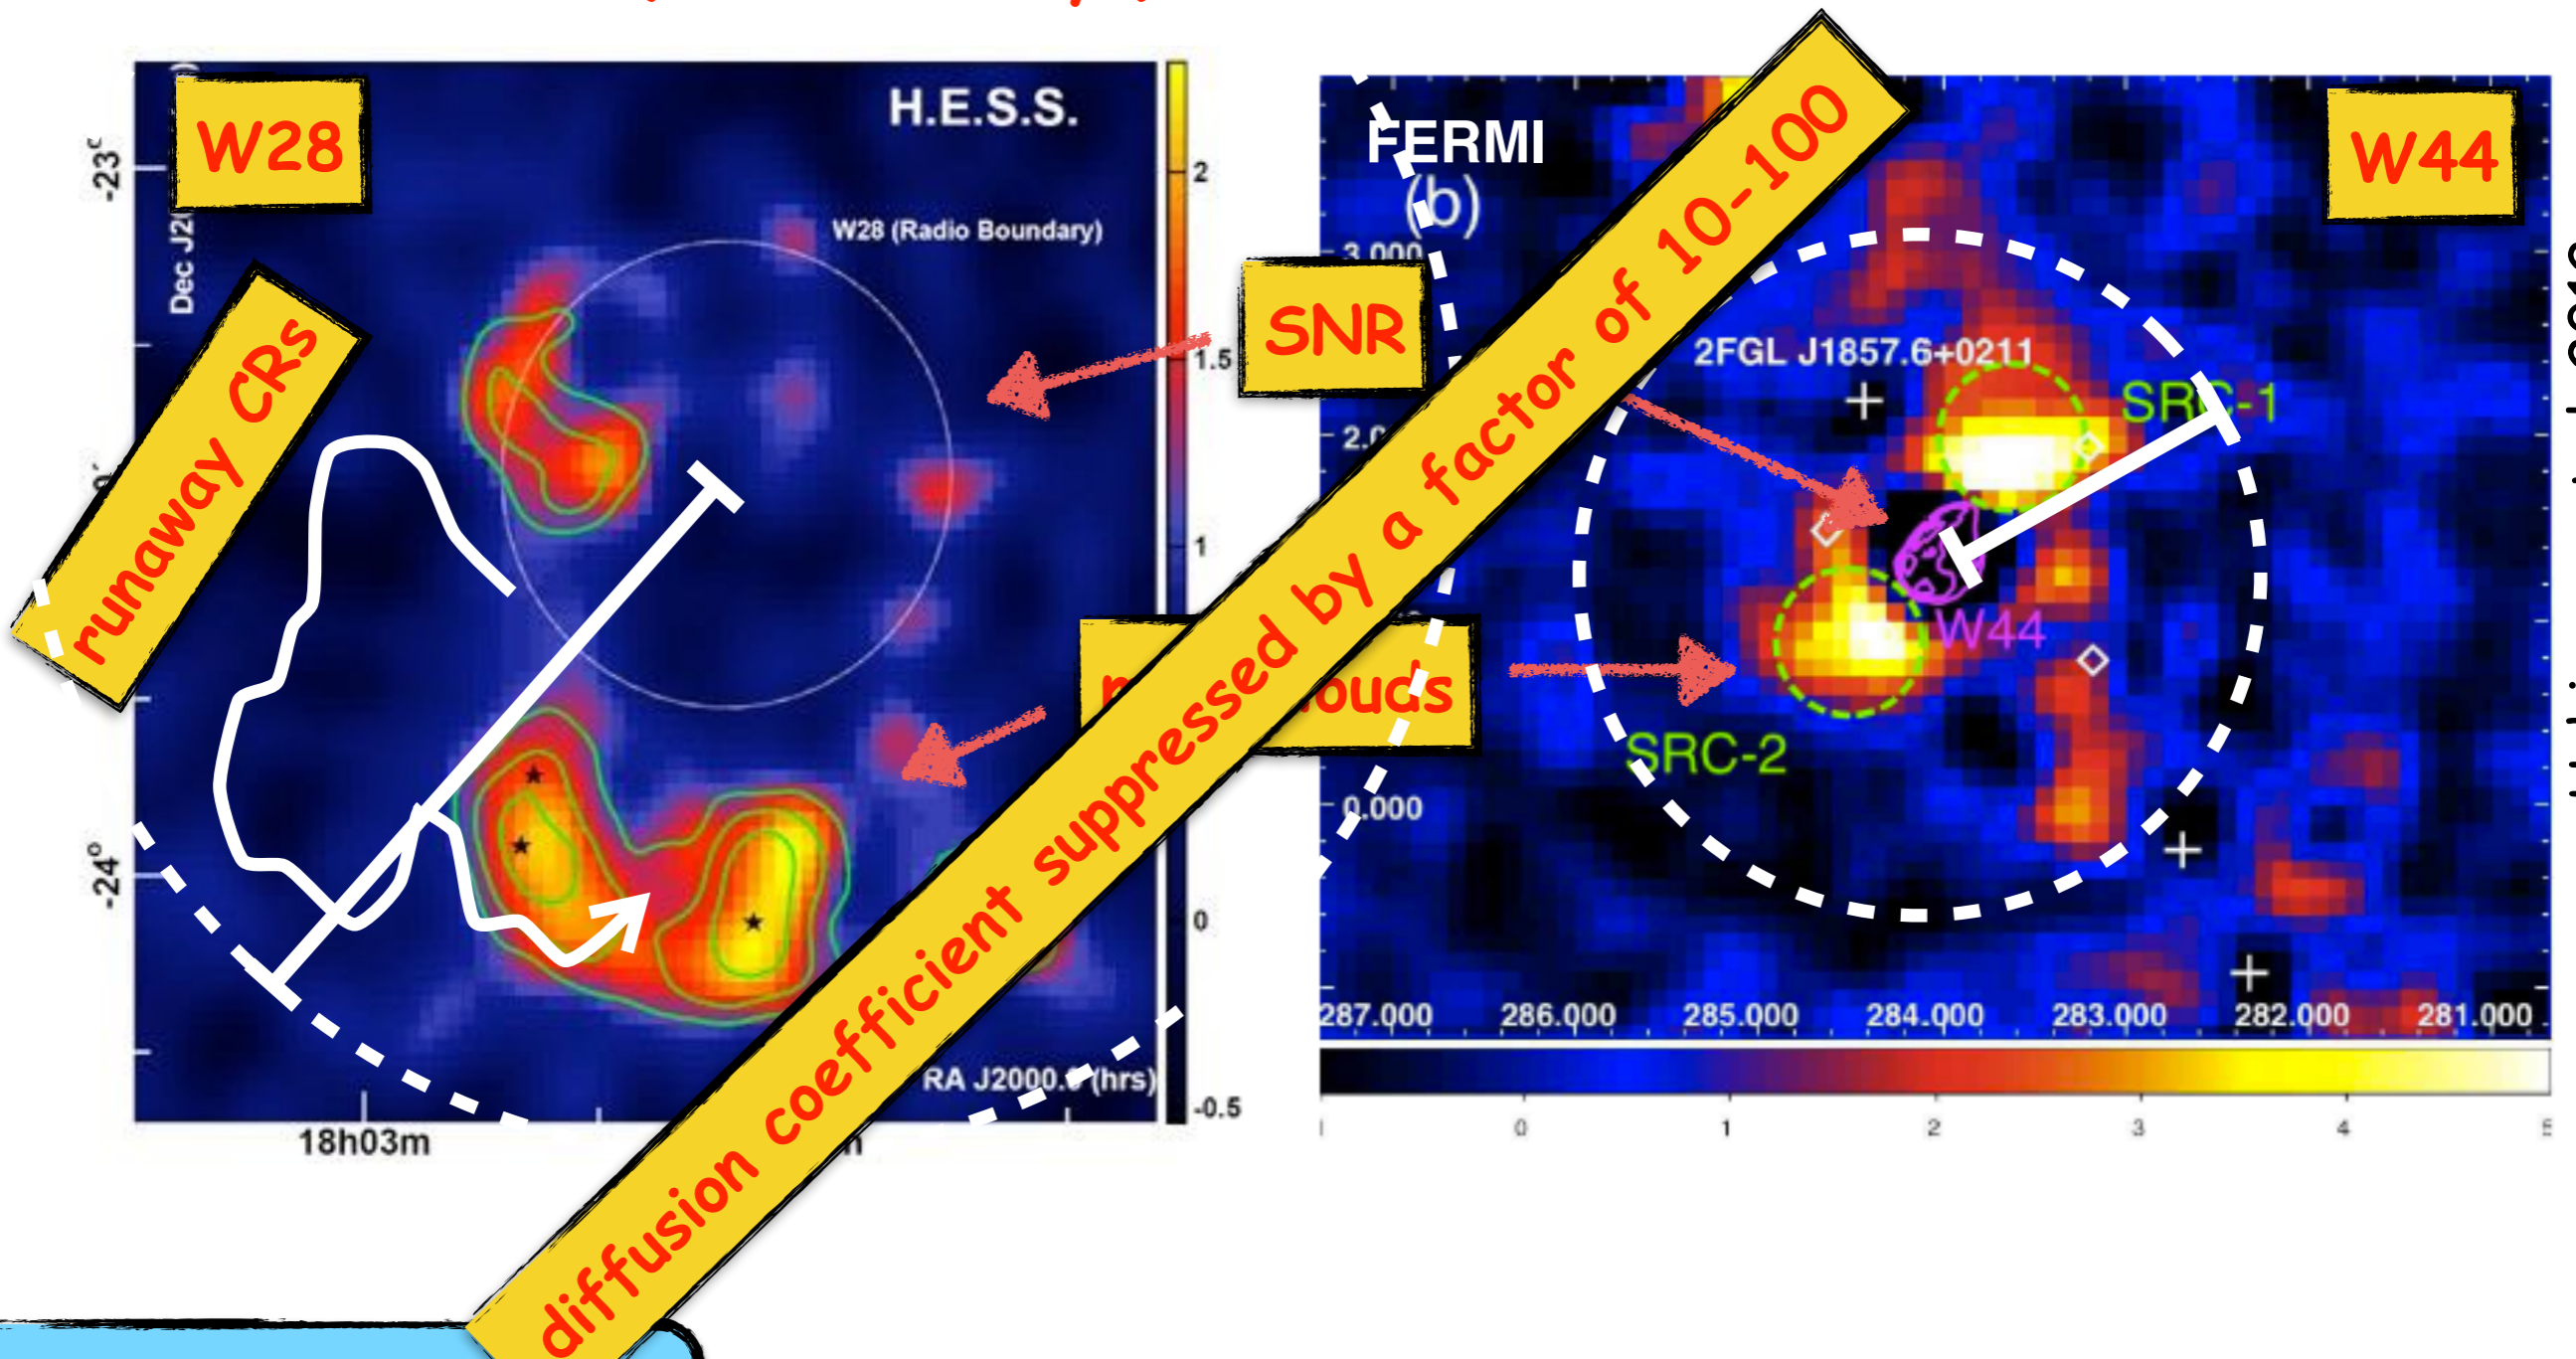 W28
H.E.S.S.
-23
W28 (Radio Boundary)
Dec J20
runaway CRs
-24°
RA J2000.0 (hrs)
18h03m
2
1.5
1
0
-0.5
SNR
diffusion coefficient suppressed by a factor of 10-100
FERMI
(b)
W44
3.000
2FGL J1857.6+0211
SRC-1
W44
SRC-2
0.000
287.000 286.000 285.000 284.000 283.000 282.000 281.000
0 1 2 3 4 5